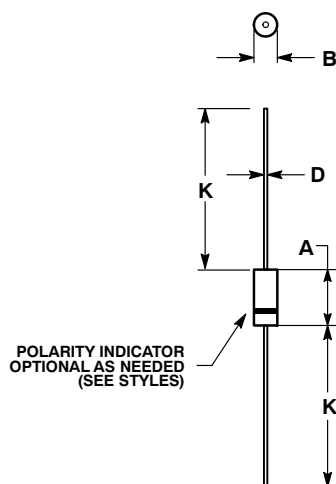 B
K
D
A
POLARITY INDICATOR
OPTIONAL AS NEEDED
(SEE STYLES)
K